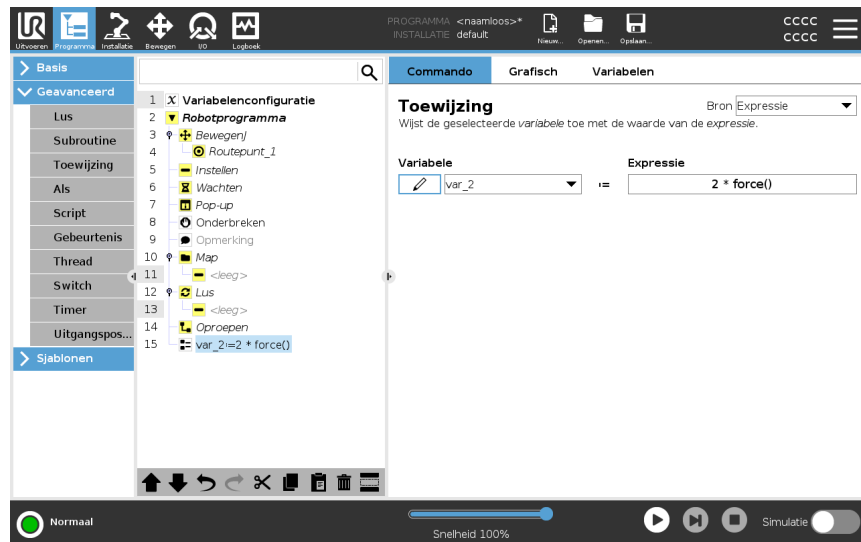 PROGRAMMA <naamloos>*
INSTALLATIE default
UR
Uitvoeren Programma Installatie Bewegen I/O Logboek
Nieuw... Openen... Opslaan...
CCCC
CCCC
Basis
Geavanceerd
Lus
Subroutine
Toewijzing
Als
Script
Gebeurtenis
Thread
Switch
Timer
Uitgangspos...
Sjablonen
1 X Variabelenconfiguratie
2 Robotprogramma
3 BewegenJ
4 Routepunt_1
5 Instellen
6 Wachten
7 Pop-up
8 Onderbreken
9 Opmerking
10 Map
11 <leeg>
12 Lus
13 <leeg>
14 Oproepen
15 var_2:=2 * force()
Commando Grafisch Variabelen
Toewijzing
Bron Expressie
Wijst de geselecteerde variabele toe met de waarde van de expressie.
Variabele Expressie
var_2 := 2 * force()
Normaal
Snelheid 100%
Simulatie